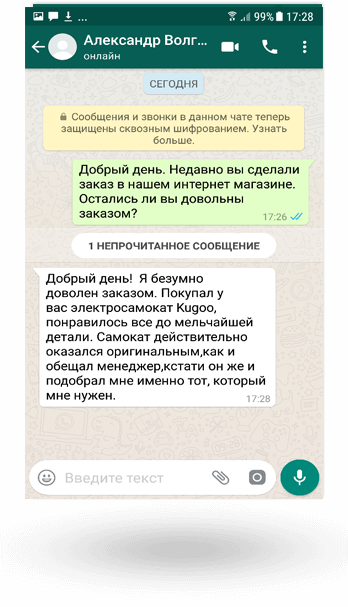 99% 17:28
Александр Волг...
онлайн
СЕГОДНЯ
Сообщения и звонки в данном чате теперь
защищены сквозным шифрованием. Узнать
больше.
Добрый день. Недавно вы сделали
заказ в нашем интернет магазине.
Остались ли вы довольны
заказом?
17:26
1 НЕПРОЧИТАННОЕ СООБЩЕНИЕ
Добрый день!  Я безумно
доволен заказом. Покупал у
вас электросамокат Kugoo,
понравилось все до мельчайшей
детали. Самокат действительно
оказался оригинальным,как и
обещал менеджер,кстати он же и
подобрал мне именно тот, который
мне нужен.
17:28
Введите текст